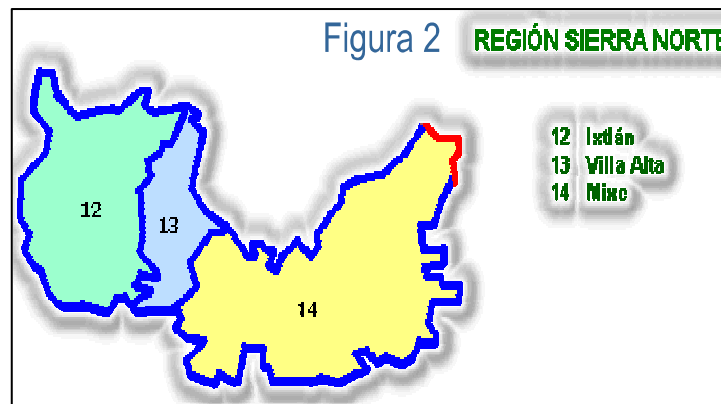 Figura 2 REGIÓN SIERRA NORTE
12 Ixtlán
13 Villa Alta
14 Mixe
12
13
14